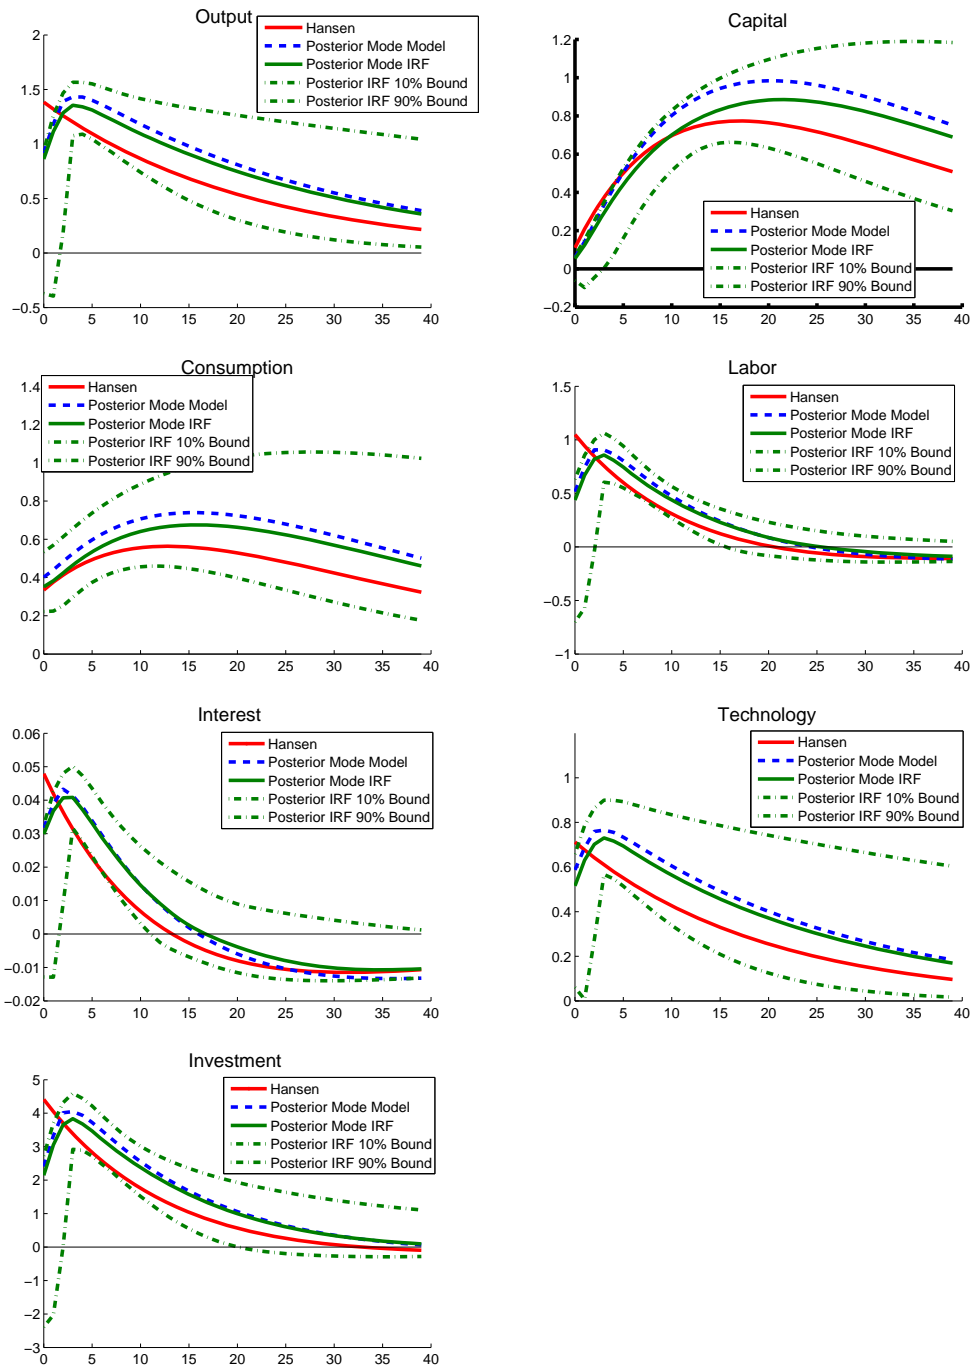 Output
Hansen
Posterior Mode Model
Posterior Mode IRF
Posterior IRF 10% Bound
Posterior IRF 90% Bound
2
1.5
1
0.5
0
−0.5
0 5 10 15 20 25 30 35 40
Capital
1.2
1
0.8
0.6
0.4
0.2
0
−0.2
Hansen
Posterior Mode Model
Posterior Mode IRF
Posterior IRF 10% Bound
Posterior IRF 90% Bound
0 5 10 15 20 25 30 35 40
Consumption
Hansen
Posterior Mode Model
Posterior Mode IRF
Posterior IRF 10% Bound
Posterior IRF 90% Bound
1.4
1.2
1
0.8
0.6
0.4
0.2
0
0 5 10 15 20 25 30 35 40
Labor
Hansen
Posterior Mode Model
Posterior Mode IRF
Posterior IRF 10% Bound
Posterior IRF 90% Bound
1.5
1
0.5
0
−0.5
−1
0 5 10 15 20 25 30 35 40
Interest
Hansen
Posterior Mode Model
Posterior Mode IRF
Posterior IRF 10% Bound
Posterior IRF 90% Bound
0.06
0.05
0.04
0.03
0.02
0.01
0
−0.01
−0.02
0 5 10 15 20 25 30 35 40
Technology
Hansen
Posterior Mode Model
Posterior Mode IRF
Posterior IRF 10% Bound
Posterior IRF 90% Bound
1
0.8
0.6
0.4
0.2
0
0 5 10 15 20 25 30 35 40
Investment
Hansen
Posterior Mode Model
Posterior Mode IRF
Posterior IRF 10% Bound
Posterior IRF 90% Bound
5
4
3
2
1
0
−1
−2
−3
0 5 10 15 20 25 30 35 40